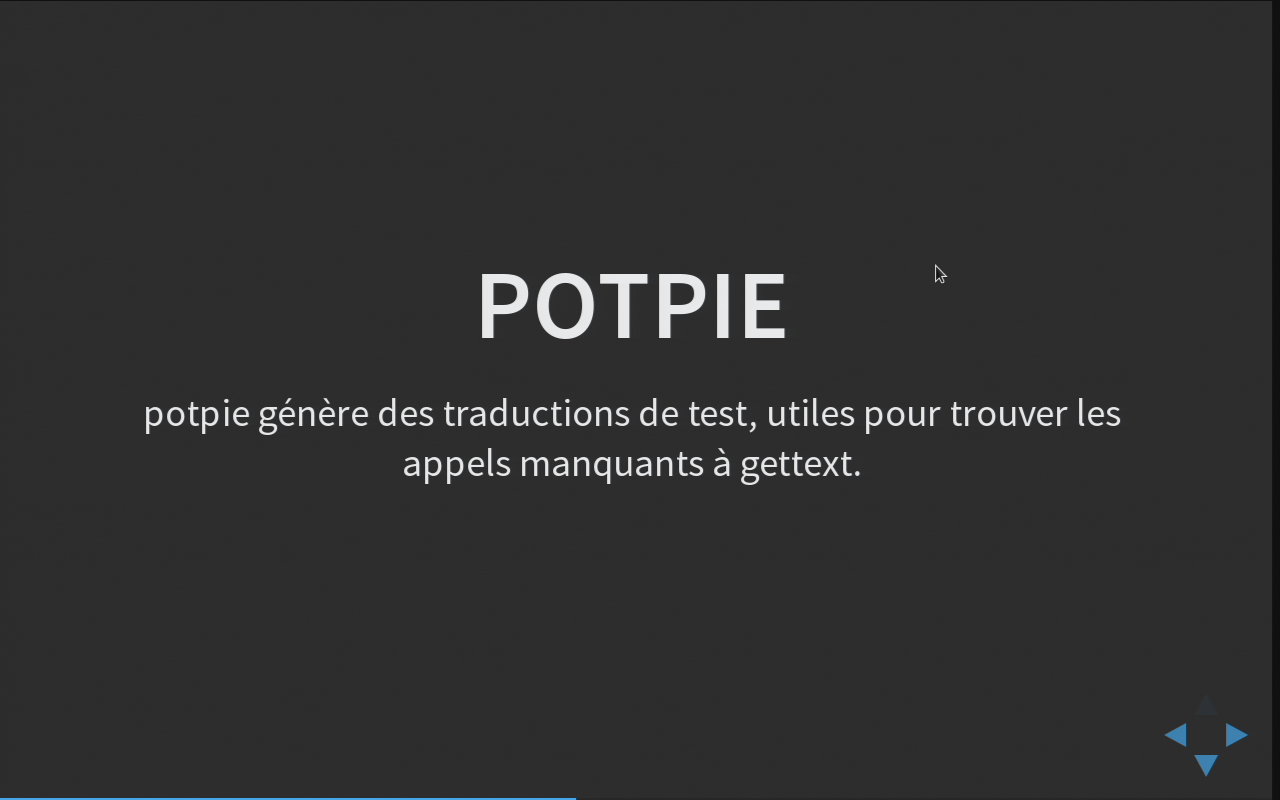 POTPIE
potpie génère des traductions de test, utiles pour trouver les
appels manquants à gettext.